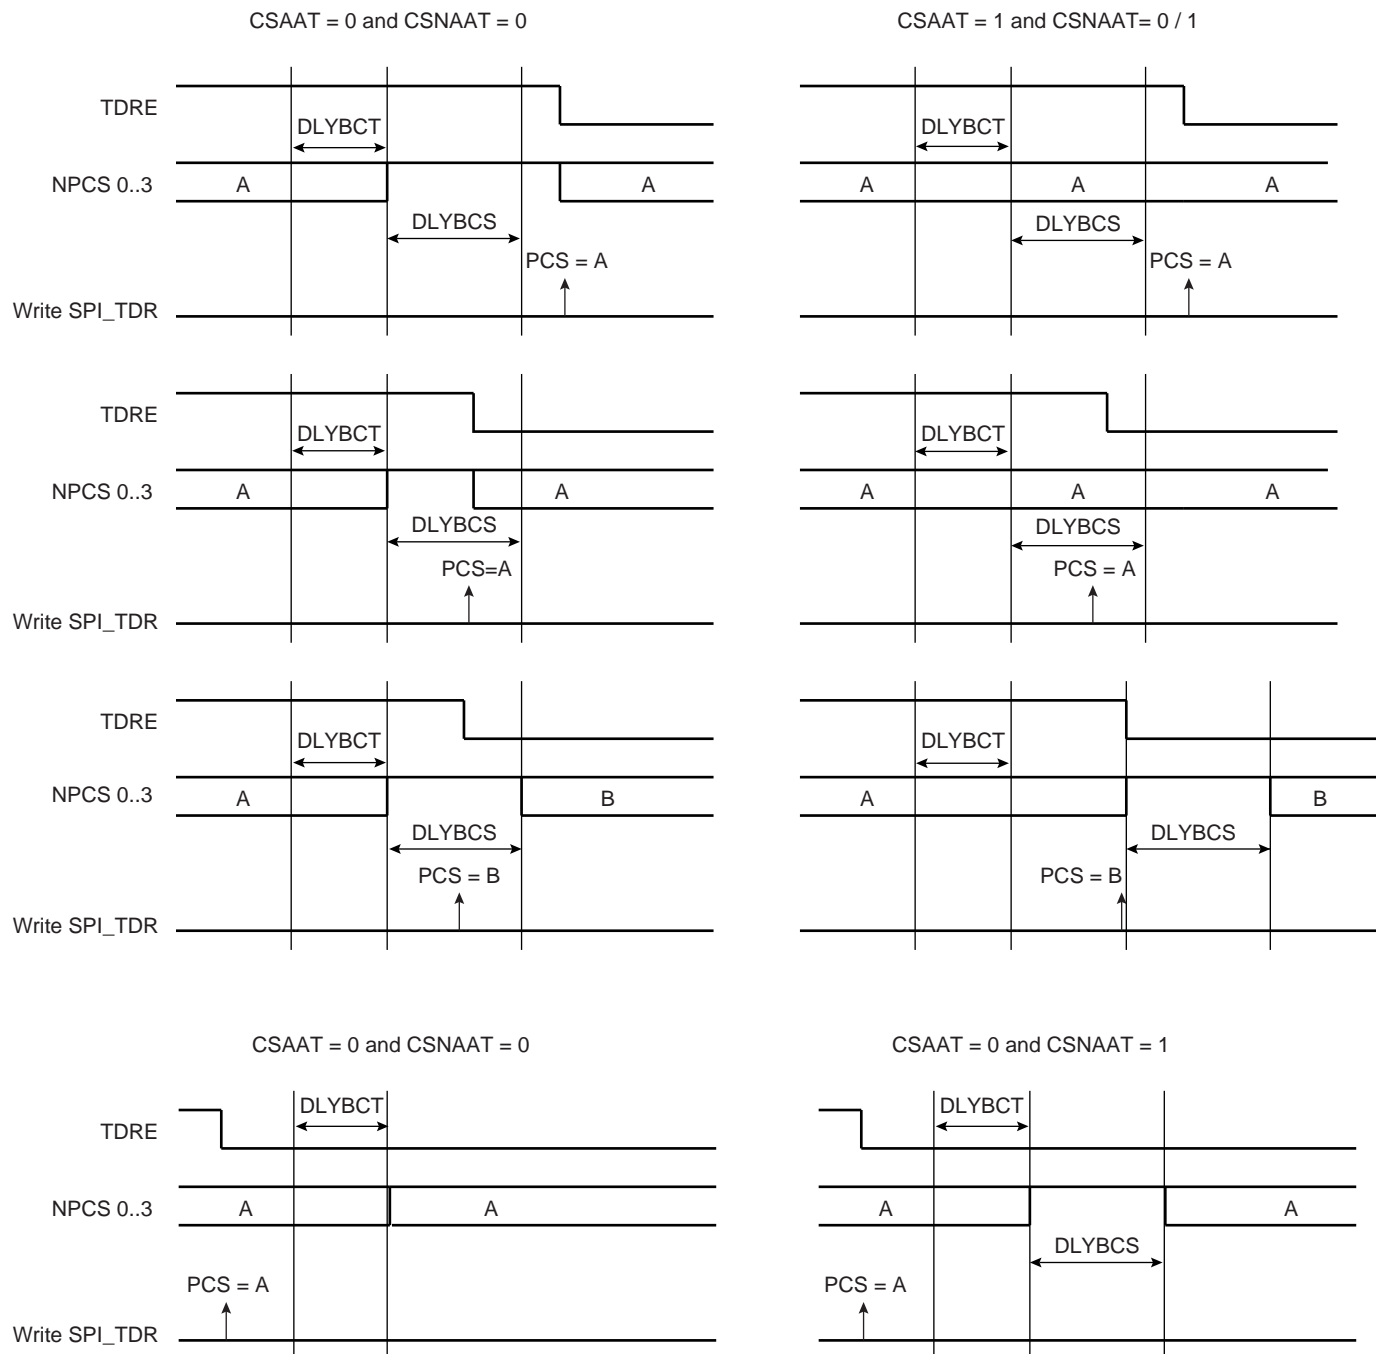 CSAAT = 0 and CSNAAT = 0
CSAAT = 1 and CSNAAT= 0 / 1
TDRE
DLYBCT
DLYBCT
NPCS 0..3
A
A
A
A
A
DLYBCS
DLYBCS
PCS = A
PCS = A
Write SPI_TDR
TDRE
DLYBCT
DLYBCT
NPCS 0..3
A
A
A
A
A
DLYBCS
DLYBCS
PCS=A
PCS = A
Write SPI_TDR
TDRE
DLYBCT
DLYBCT
NPCS 0..3
A
B
A
B
DLYBCS
DLYBCS
PCS = B
PCS = B
Write SPI_TDR
CSAAT = 0 and CSNAAT = 0
CSAAT = 0 and CSNAAT = 1
TDRE
DLYBCT
DLYBCT
NPCS 0..3
A
A
A
A
DLYBCS
PCS = A
PCS = A
Write SPI_TDR